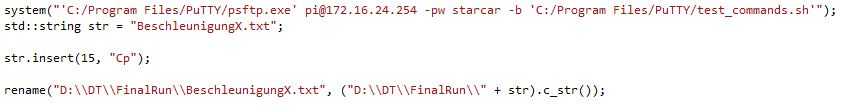 system("'C:/Program Files/PuTTY/psftp.exe' pi@172.16.24.254 -pw starcar -b 'C:/Program Files/PuTTY/test_commands.sh'");
std::string str = "BeschleunigungX.txt";
str.insert(15, "Cp");
rename("D:\\DT\\FinalRun\\BeschleunigungX.txt", ("D:\\DT\\FinalRun\\" + str).c_str());